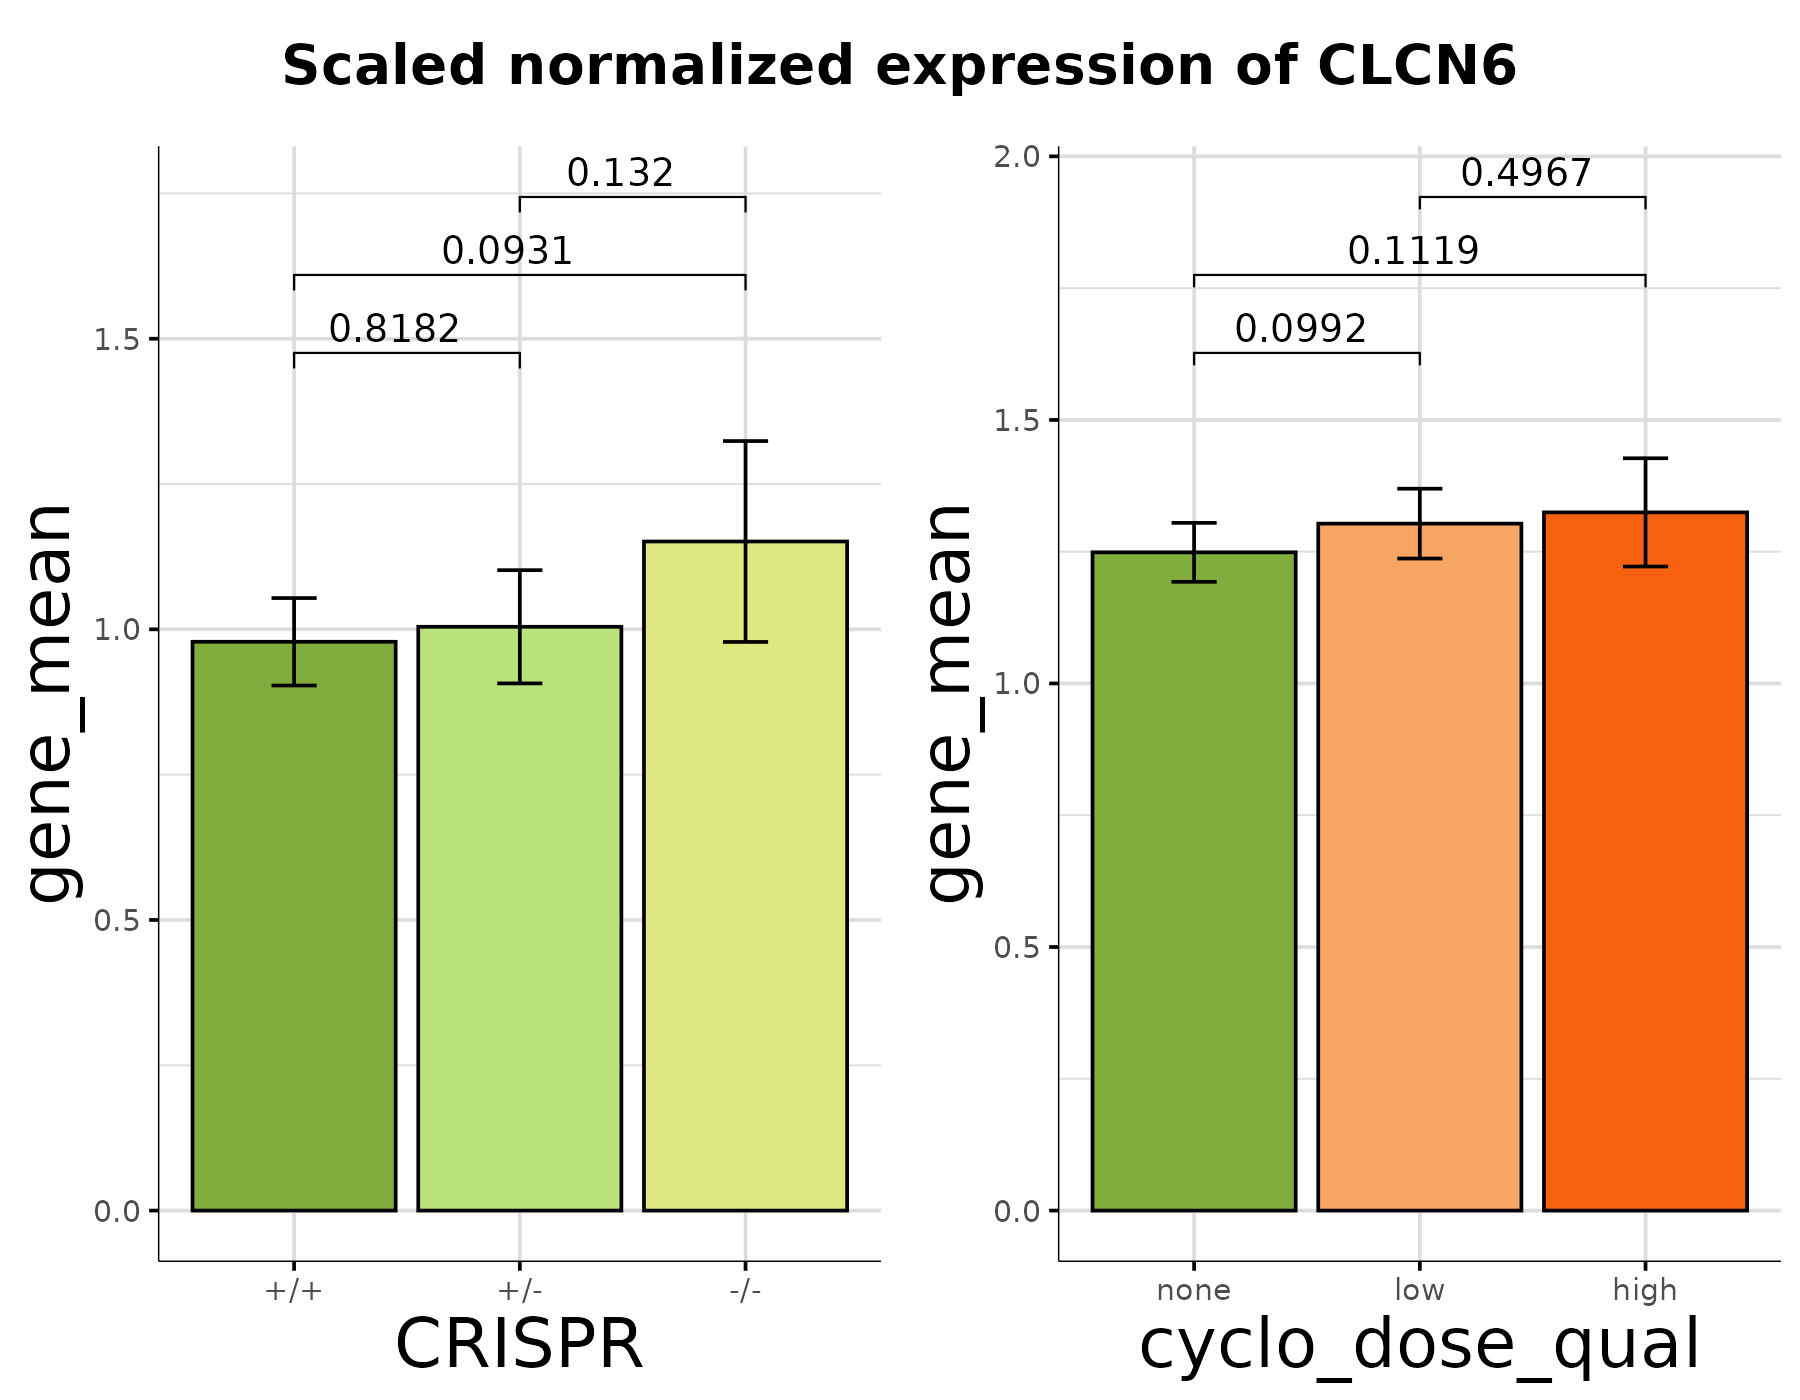 Scaled normalized expression of CLCN6
0.132
0.0931
0.8182
1.5
1.0
0.5
0.0
gene_mean
+/+ +/- -/-
CRISPR
2.0
0.4967
0.1119
0.0992
1.5
1.0
0.5
0.0
gene_mean
none low high
cyclo_dose_qual